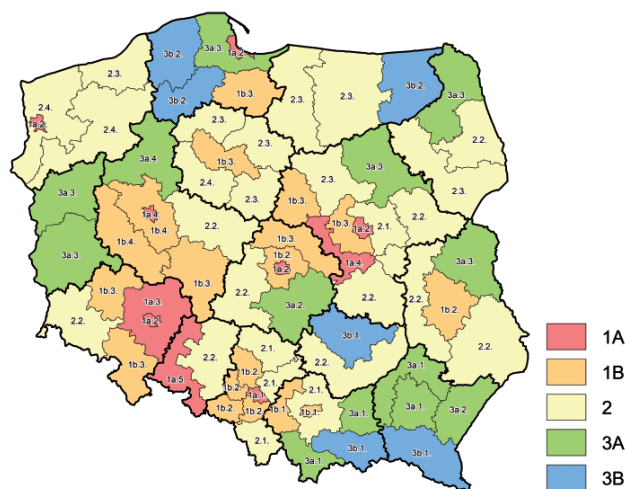 3b.2.
2.3.
3a.3.
1a.2.
3b.2.
2.4.
3b.2.
1b.3.
2.3.
2.3.
3a.3.
1a.2.
2.4.
2.3.
2.3.
2.2.
3a.4.
1b.3.
2.3.
3a.3.
2.4.
2.3.
2.3.
3a.3.
1b.3.
1a.4.
1b.4.
2.2.
1b.3.
1a.2.
2.1.
2.2.
1b.4.
1b.3.
3a.3.
1b.2.
1a.2.
1a.4.
3a.3.
1b.3.
1b.3.
2.2.
3a.2.
2.2.
2.2.
1b.2.
1a.3.
1a.2.
2.2.
3b.1.
2.2.
1b.3.
2.2.
2.1.
2.2.
3a.1.
1a.5.
1b.2.
2.1.
1b.2.
1a.1.
2.1.
3a.1.
3a.2.
1b.2.
1b.2.
1b.1.
1b.1.
3a.1.
2.1.
3a.1.
3b.1.
3b.1.
1A
1B
2
3A
3B